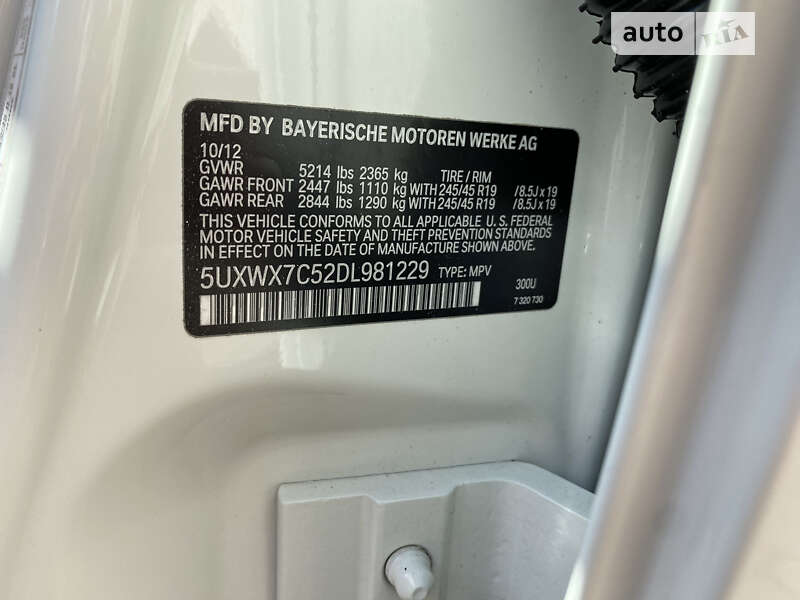 auto RIA
MFD BY BAYERISCHE MOTOREN WERKE AG
10/12
GVWR 5214 lbs 2365 kg TIRE / RIM
GAWR FRONT 2447 lbs 1110 kg WITH 245/45 R19 /8.5J x 19
GAWR REAR 2844 lbs 1290 kg WITH 245/45 R19 /8.5J x 19
THIS VEHICLE CONFORMS TO ALL APPLICABLE U.S. FEDERAL
MOTOR VEHICLE SAFETY AND THEFT PREVENTION STANDARDS
IN EFFECT ON THE DATE OF MANUFACTURE SHOWN ABOVE.
5UXWX7C52DL981229 TYPE: MPV 300U
7 320 730